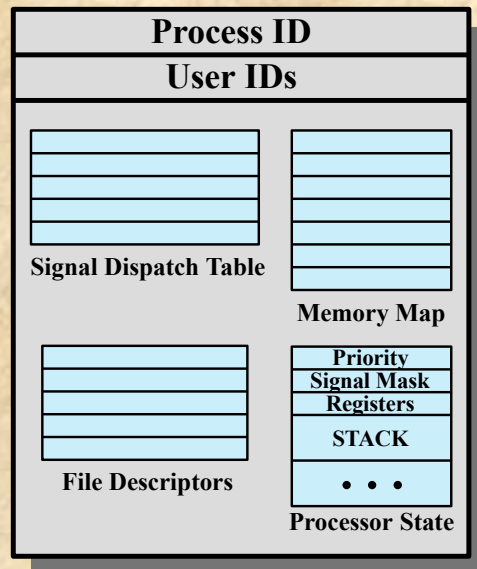 Process ID
User IDs
Signal Dispatch Table
Memory Map
Priority
Signal Mask
Registers
STACK
• • •
File Descriptors
Processor State